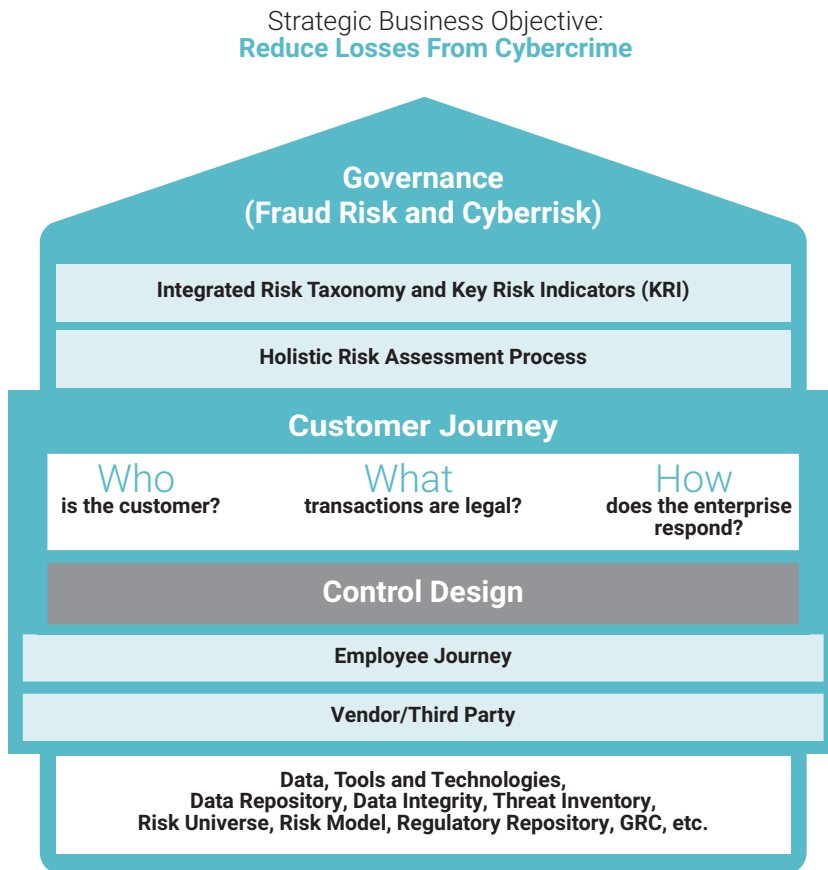 Strategic Business Objective:
Reduce Losses From Cybercrime
Governance
(Fraud Risk and Cyberrisk)
Integrated Risk Taxonomy and Key Risk Indicators (KRI)
Holistic Risk Assessment Process
Customer Journey
Who
is the customer?
What
transactions are legal?
How
does the enterprise
respond?
Control Design
Employee Journey
Vendor/Third Party
Data, Tools and Technologies,
Data Repository, Data Integrity, Threat Inventory,
Risk Universe, Risk Model, Regulatory Repository, GRC, etc.